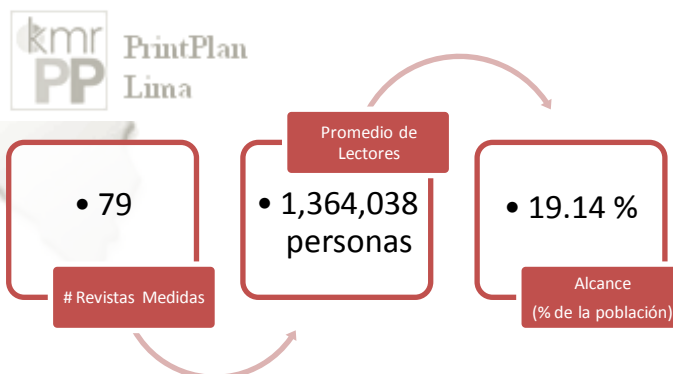 kmr
PP
PrintPlan
Lima
Promedio de
Lectores
• 79
• 1,364,038
personas
• 19.14 %
# Revistas Medidas
Alcance
(% de la población)